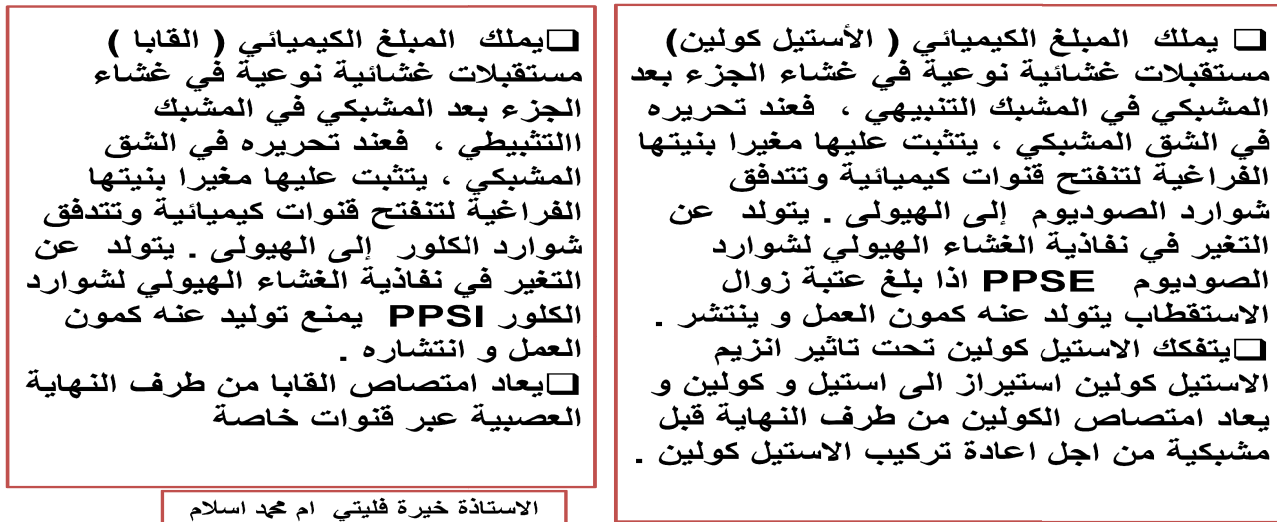 ❑ يملك المبلغ الكيميائي ( الأستيل كولين)
مستقبلات غشائية نوعية في غشاء الجزء بعد
المشبكي في المشبك التنبيهي ، فعند تحريره
في الشق المشبكي ، يتثبت عليها مغيرا بنيتها
الفراغية لتنفتح قنوات كيميائية وتتدفق
شوارد الصوديوم إلى الهيولى . يتولد عن
التغير في نفاذية الغشاء الهيولي لشوارد
الصوديوم PPSE اذا بلغ عتبة زوال
الاستقطاب يتولد عنه كمون العمل و ينتشر .
❑يتفكك الاستيل كولين تحت تاثير انزيم
الاستيل كولين استيراز الى استيل و كولين و
يعاد امتصاص الكولين من طرف النهاية قبل
مشبكية من اجل اعادة تركيب الاستيل كولين .
❑يملك المبلغ الكيميائي ( القابا )
مستقبلات غشائية نوعية في غشاء
الجزء بعد المشبكي في المشبك
االتثبيطي ، فعند تحريره في الشق
المشبكي ، يتثبت عليها مغيرا بنيتها
الفراغية لتنفتح قنوات كيميائية وتتدفق
شوارد الكلور إلى الهيولى . يتولد عن
التغير في نفاذية الغشاء الهيولي لشوارد
الكلور PPSI يمنع توليد عنه كمون
العمل و انتشاره .
❑يعاد امتصاص القابا من طرف النهاية
العصبية عبر قنوات خاصة
الاستاذة خيرة فليتي ام محمد اسلام